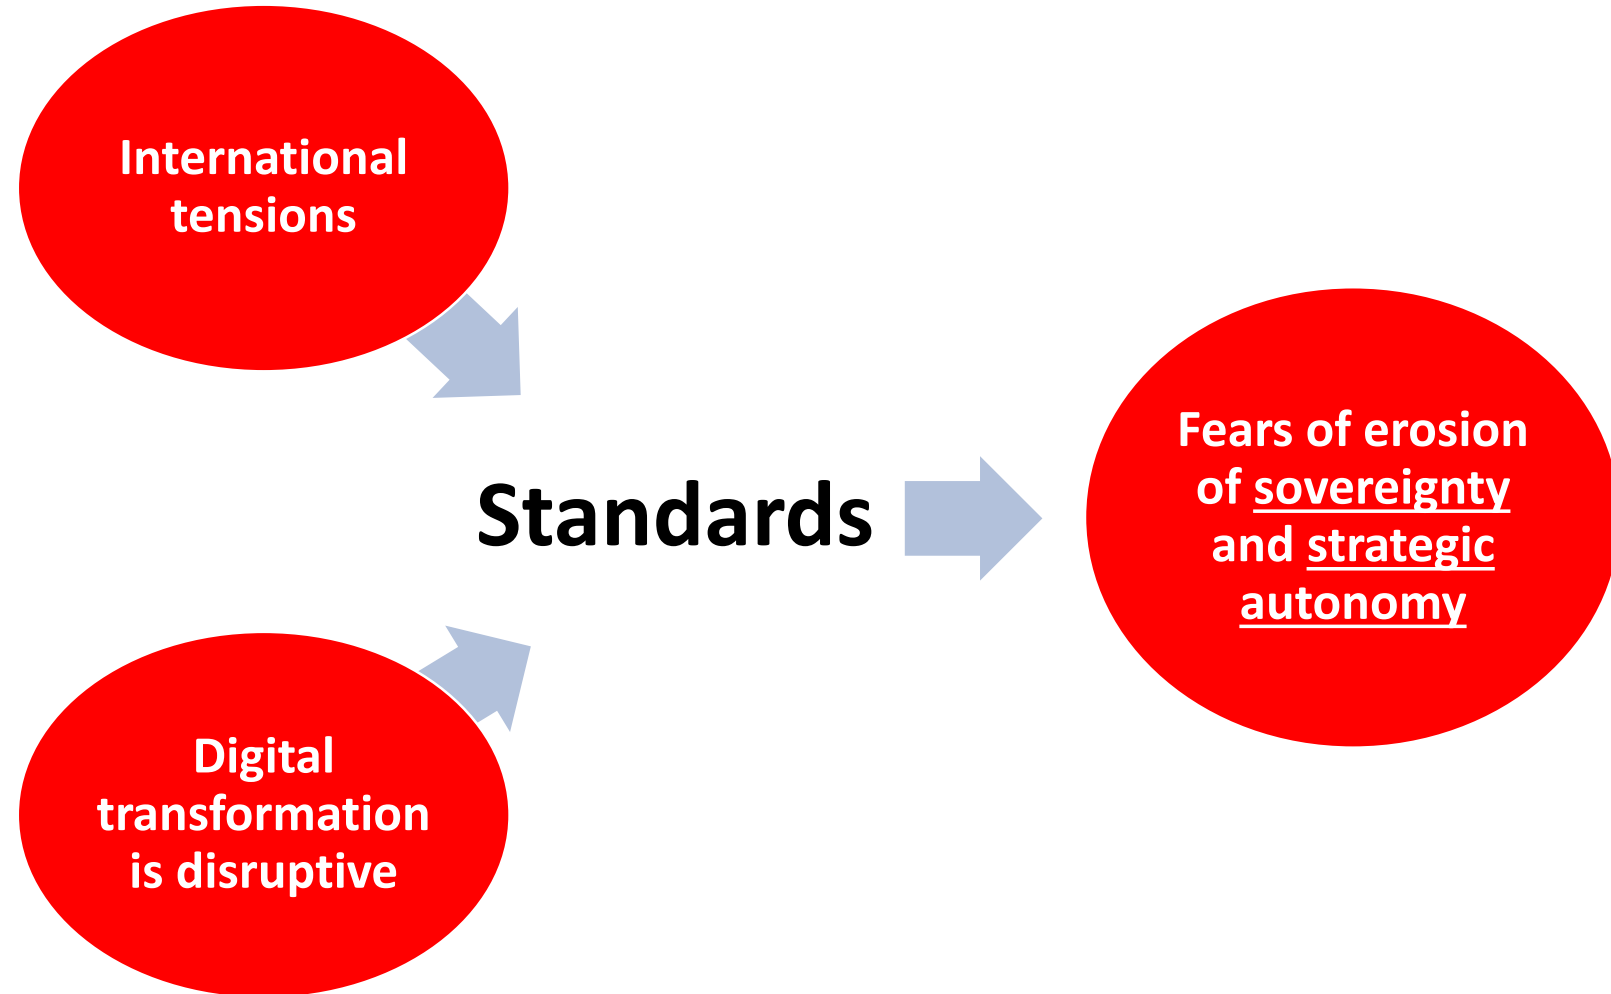 International
tensions
Standards
Digital
transformation
is disruptive
Fears of erosion
of sovereignty
and strategic
autonomy